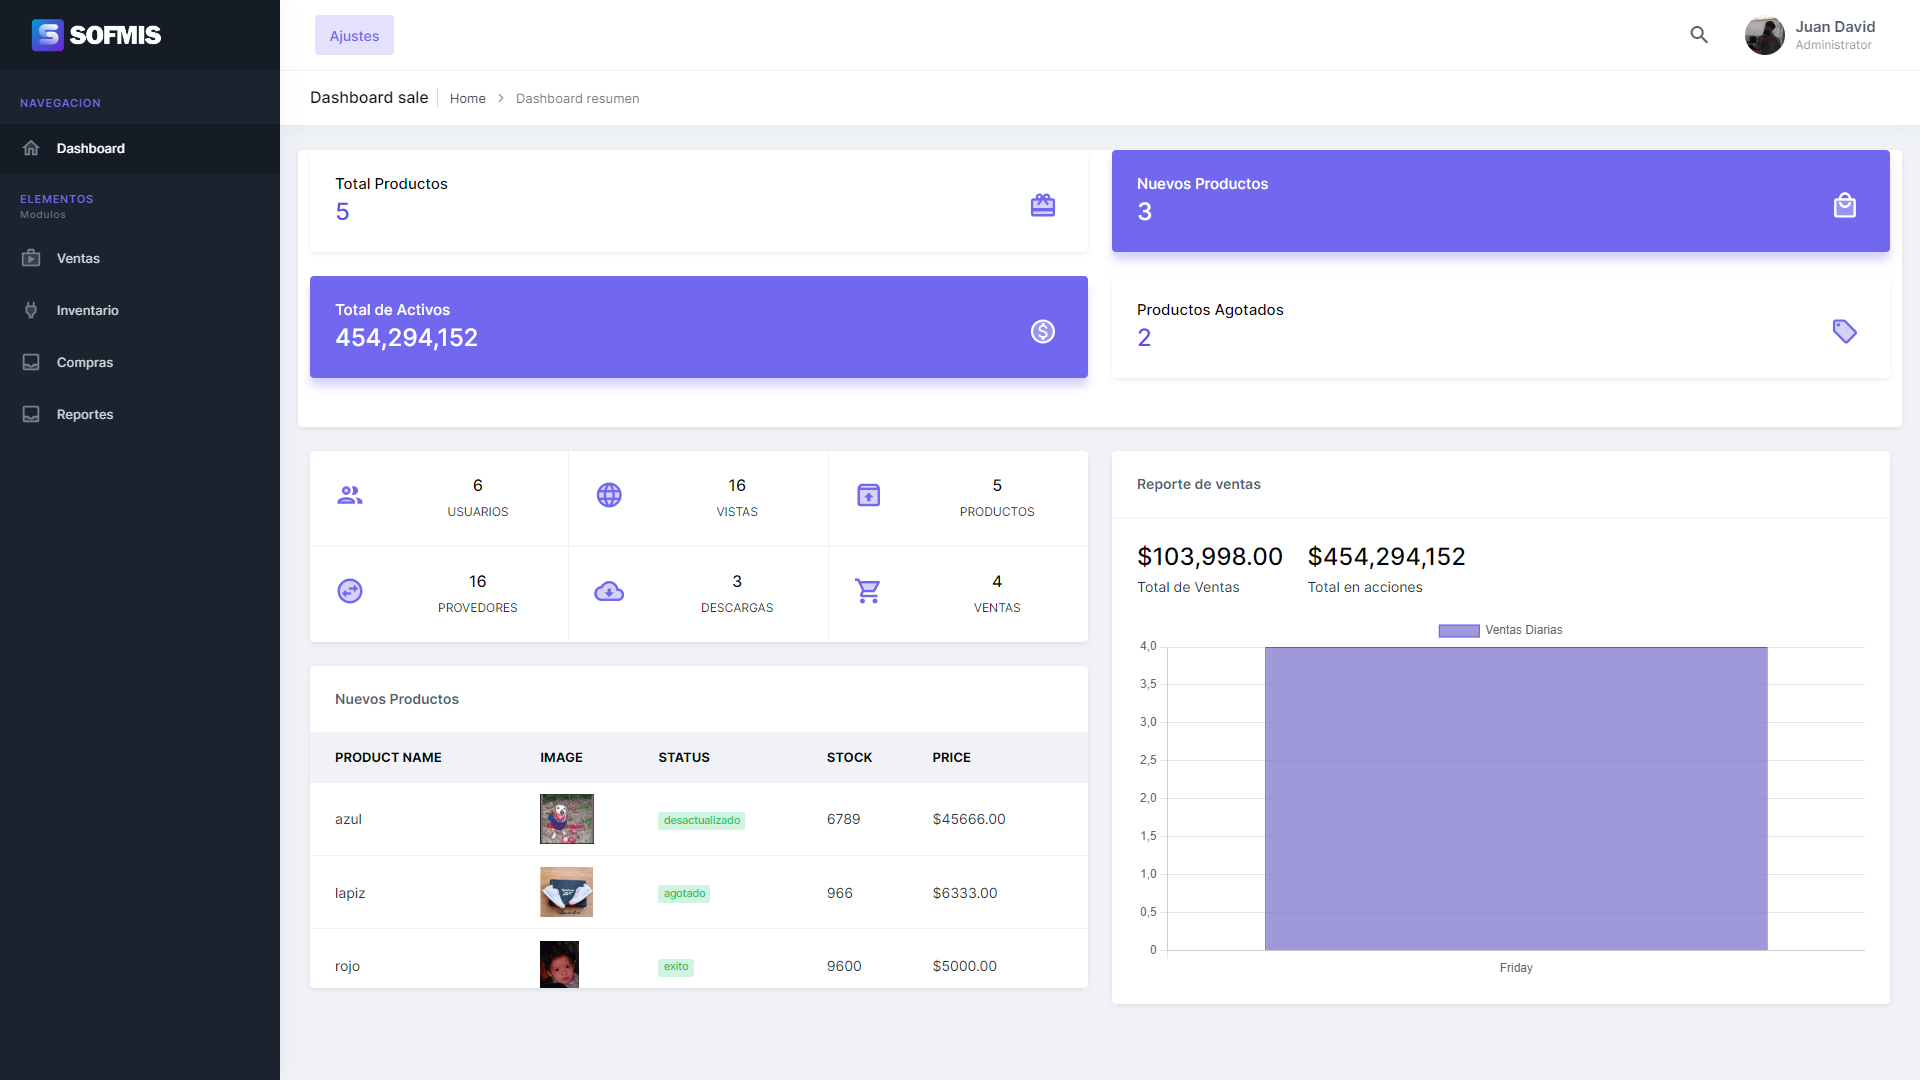 SOFMIS
Ajustes
Juan David
Administrator
NAVEGACION
Dashboard
ELEMENTOS
Modulos
Ventas
Inventario
Compras
Reportes
Dashboard sale
Home
Dashboard resumen
Total Productos
5
Nuevos Productos
3
Total de Activos
454,294,152
Productos Agotados
2
6
USUARIOS
16
VISTAS
5
PRODUCTOS
16
PROVEDORES
3
DESCARGAS
4
VENTAS
Nuevos Productos
PRODUCT NAME IMAGE STATUS STOCK PRICE
azul desactualizado 6789 $45666.00
lapiz agotado 966 $6333.00
rojo exito 9600 $5000.00
Reporte de ventas
$103,998.00 $454,294,152
Total de Ventas Total en acciones
Ventas Diarias
4,0
3,5
3,0
2,5
2,0
1,5
1,0
0,5
0
Friday